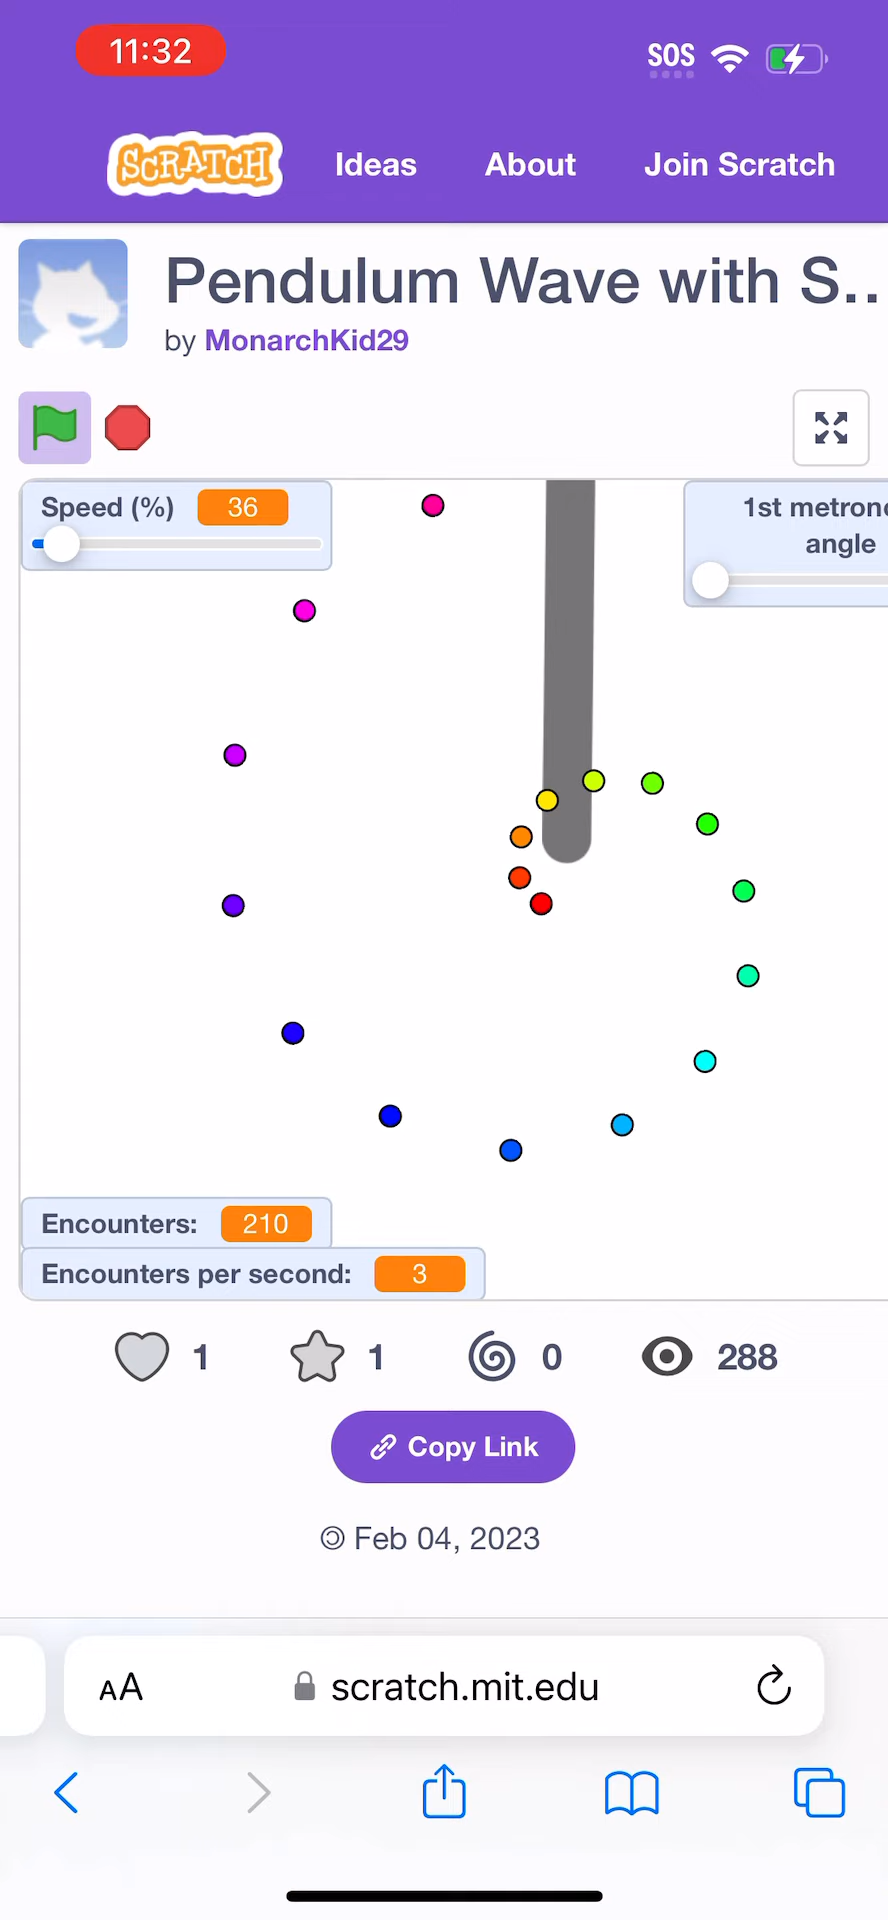 11:32
SOS
SCRATCH
Ideas
About
Join Scratch
Pendulum Wave with S...
by MonarchKid29
Speed (%) 36
1st metron
angle
Encounters: 210
Encounters per second: 3
1
1
0
288
Copy Link
Feb 04, 2023
AA
scratch.mit.edu